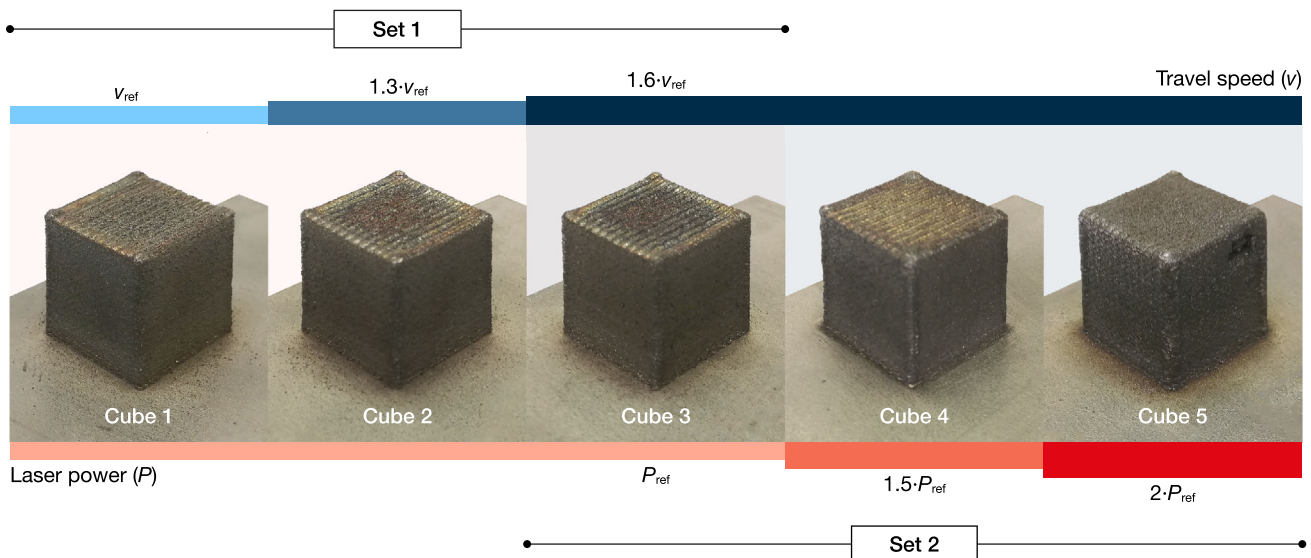 Set 1
v_ref
1.3·v_ref
1.6·v_ref
Travel speed (v)
Cube 1
Cube 2
Cube 3
Cube 4
Cube 5
Laser power (P)
P_ref
1.5·P_ref
2·P_ref
Set 2